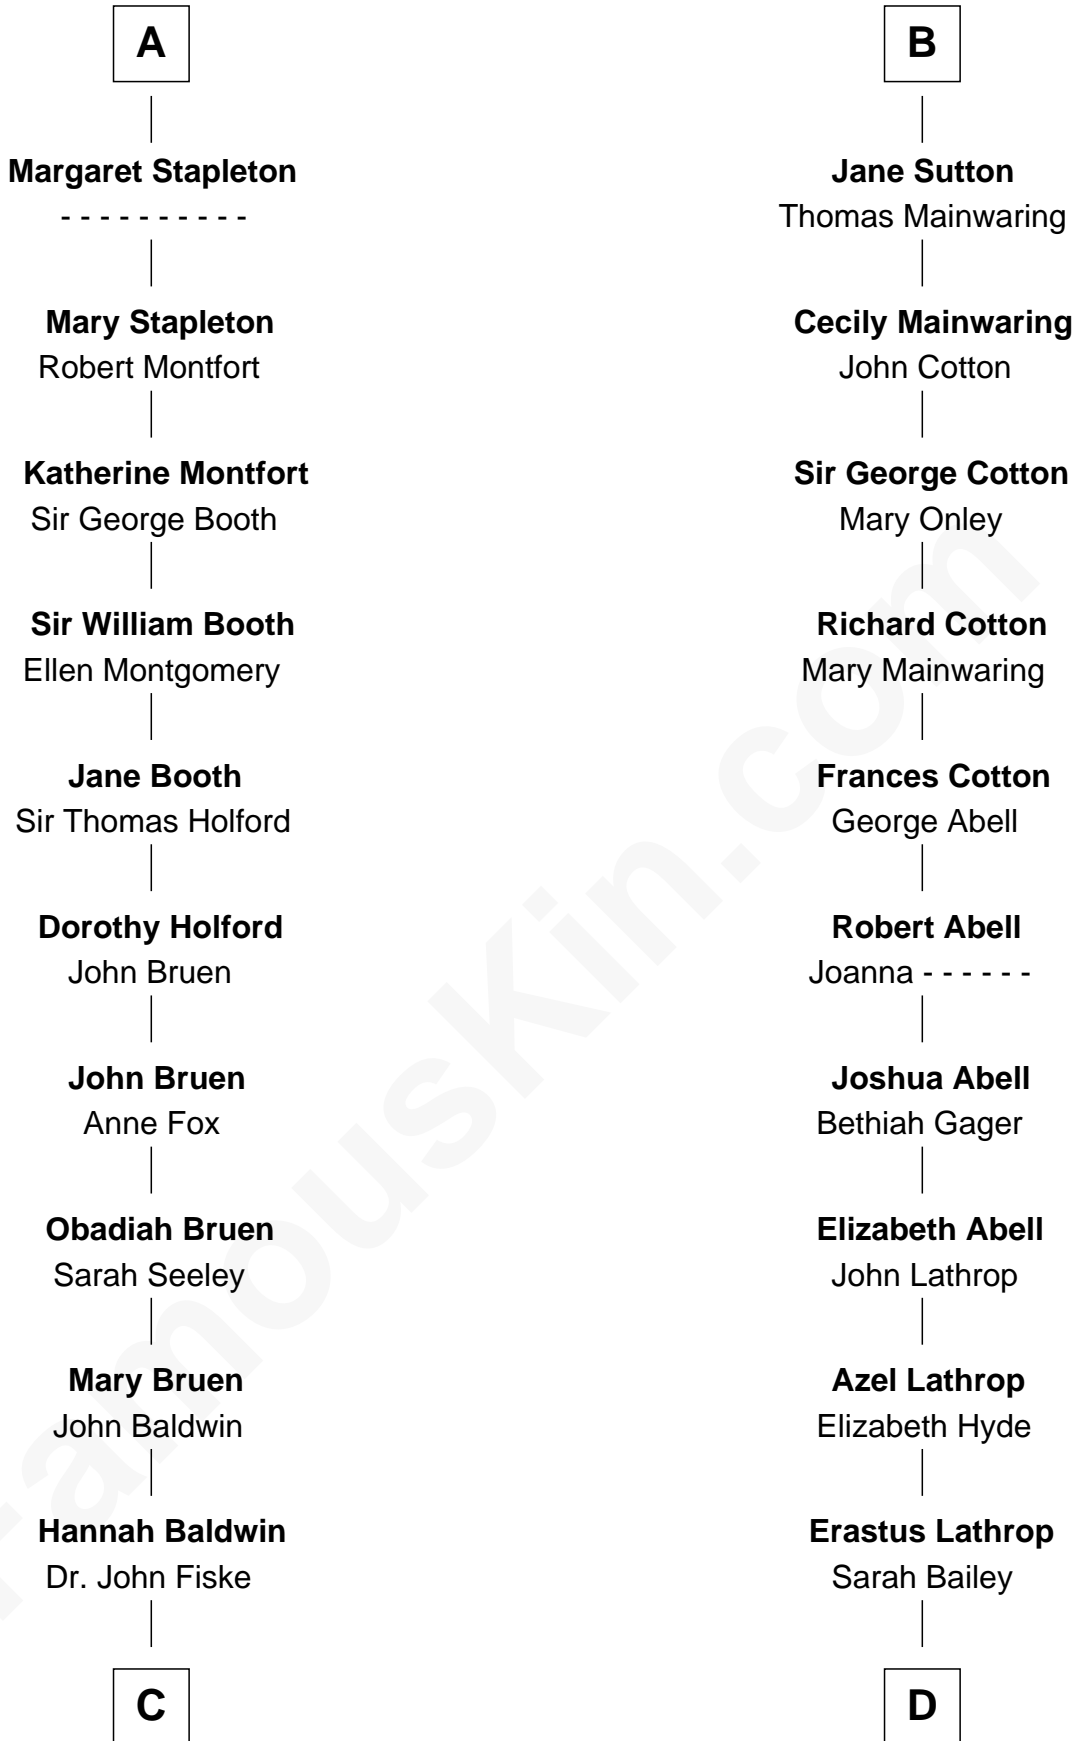 A
Margaret Stapleton
- - - - - - - - - -
Mary Stapleton
Robert Montfort
Katherine Montfort
Sir George Booth
Sir William Booth
Ellen Montgomery
Jane Booth
Sir Thomas Holford
Dorothy Holford
John Bruen
John Bruen
Anne Fox
Obadiah Bruen
Sarah Seeley
Mary Bruen
John Baldwin
Hannah Baldwin
Dr. John Fiske
C
B
Jane Sutton
Thomas Mainwaring
Cecily Mainwaring
John Cotton
Sir George Cotton
Mary Onley
Richard Cotton
Mary Mainwaring
Frances Cotton
George Abell
Robert Abell
Joanna - - - - - -
Joshua Abell
Bethiah Gager
Elizabeth Abell
John Lathrop
Azel Lathrop
Elizabeth Hyde
Erastus Lathrop
Sarah Bailey
D
FamousKin.com